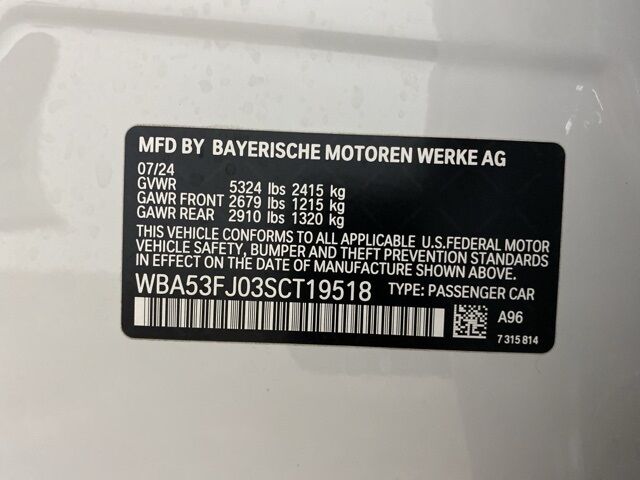 MFD BY BAYERISCHE MOTOREN WERKE AG
07/24
GVWR 5324 lbs 2415 kg
GAWR FRONT 2679 lbs 1215 kg
GAWR REAR 2910 lbs 1320 kg
THIS VEHICLE CONFORMS TO ALL APPLICABLE U.S.FEDERAL MOTOR
VEHICLE SAFETY, BUMPER AND THEFT PREVENTION STANDARDS
IN EFFECT ON THE DATE OF MANUFACTURE SHOWN ABOVE.
WBA53FJ03SCT19518 TYPE: PASSENGER CAR
A96
7 315 814